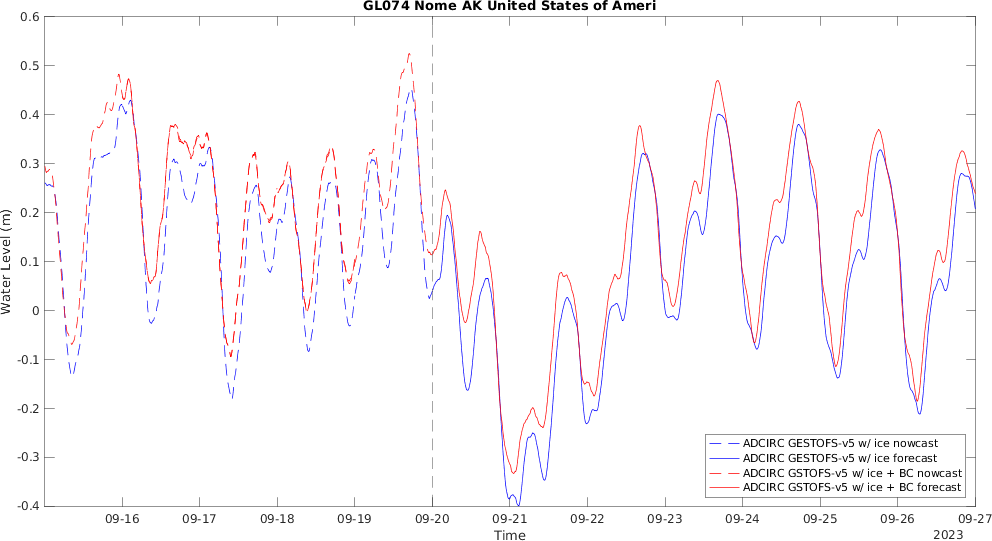 GL074 Nome AK United States of Ameri
0.6
0.5
0.4
0.3
0.2
0.1
0
-0.1
-0.2
-0.3
-0.4
Water Level (m)
ADCIRC GESTOFS-v5 w/ ice nowcast
ADCIRC GESTOFS-v5 w/ ice forecast
ADCIRC GSTOFS-v5 w/ ice + BC nowcast
ADCIRC GSTOFS-v5 w/ ice + BC forecast
09-16 09-17 09-18 09-19 09-20 09-21 09-22 09-23 09-24 09-25 09-26 09-27
Time
2023